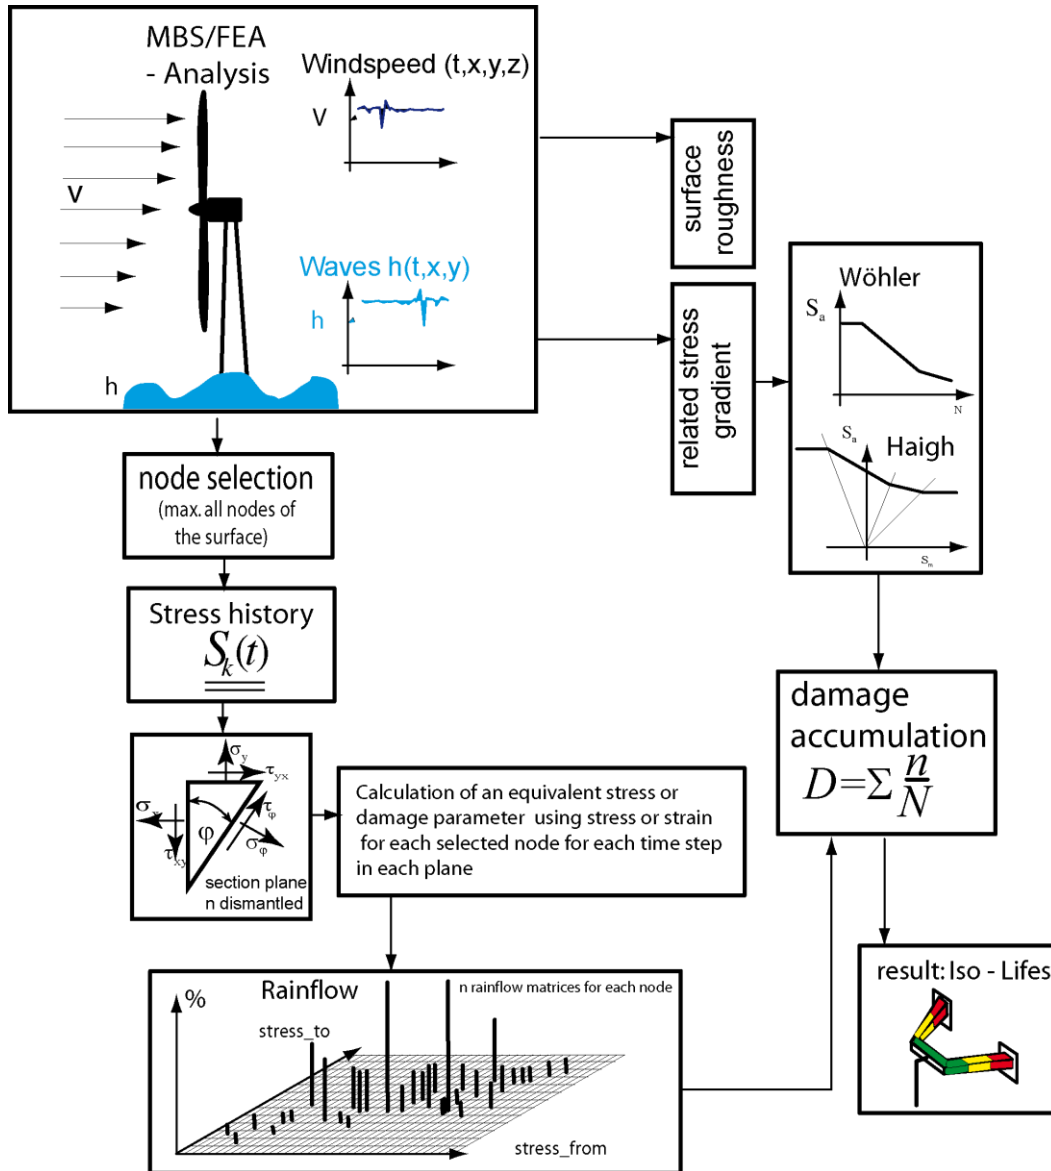 MBS/FEA
- Analysis
Windspeed (t,x,y,z)
V
V
Waves h(t,x,y)
h
h
surface
roughness
related stress
gradient
Wöhler
Sa
N
Sa
Haigh
Sm
node selection
(max. all nodes of
the surface)
Stress history
Sk(t)
σy
τyx
σx
τφ
φ
τxy
σφ
section plane
n dismantled
Calculation of an equivalent stress or
damage parameter using stress or strain
for each selected node for each time step
in each plane
damage
accumulation
D=Σ n/N
Rainflow
n rainflow matrices for each node
%
stress_to
stress_from
result: Iso - Lifes